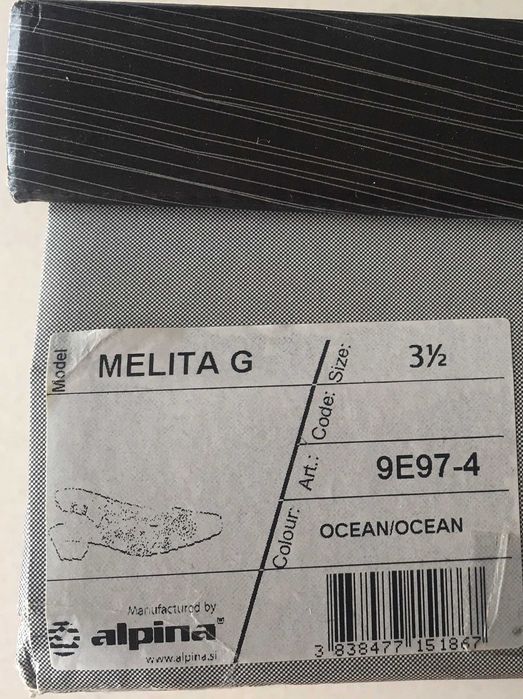 Model MELITA G
Size: 3½
Code:
Art.: 9E97-4
Colour: OCEAN/OCEAN
Manufactured by
alpina
www.alpina.si
3 838477 151867